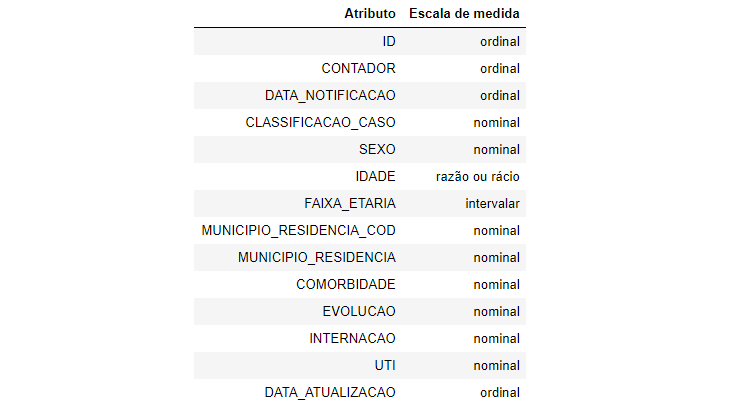 Atributo Escala de medida
ID ordinal
CONTADOR ordinal
DATA_NOTIFICACAO ordinal
CLASSIFICACAO_CASO nominal
SEXO nominal
IDADE razão ou rácio
FAIXA_ETARIA intervalar
MUNICIPIO_RESIDENCIA_COD nominal
MUNICIPIO_RESIDENCIA nominal
COMORBIDADE nominal
EVOLUCAO nominal
INTERNACAO nominal
UTI nominal
DATA_ATUALIZACAO ordinal